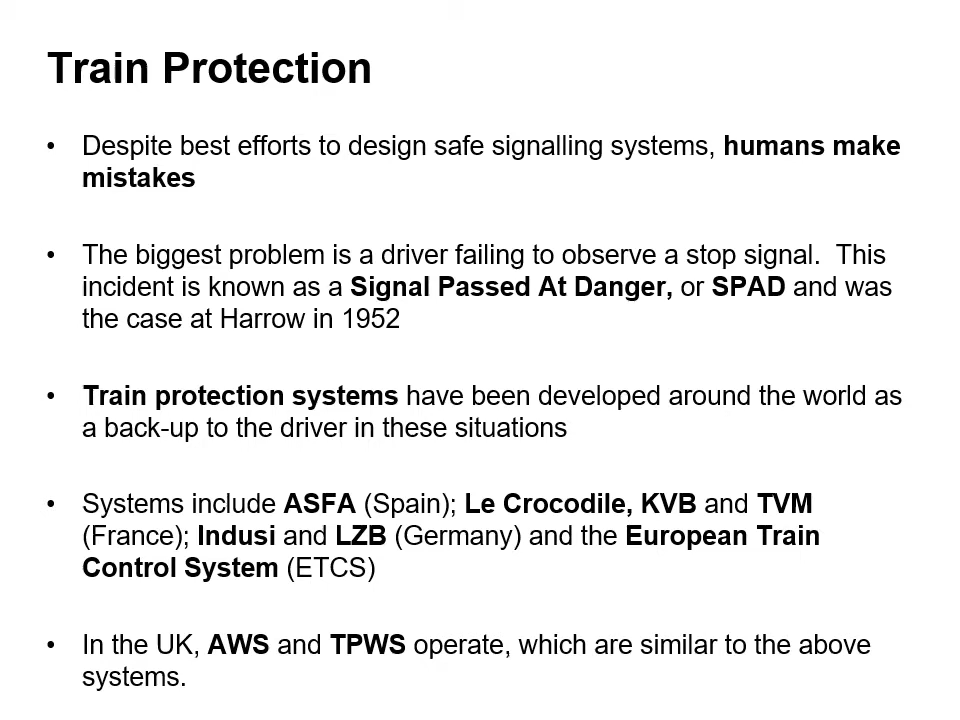 Train Protection
• Despite best efforts to design safe signalling systems, humans make
mistakes
• The biggest problem is a driver failing to observe a stop signal.  This
incident is known as a Signal Passed At Danger, or SPAD and was
the case at Harrow in 1952
• Train protection systems have been developed around the world as
a back-up to the driver in these situations
• Systems include ASFA (Spain); Le Crocodile, KVB and TVM
(France); Indusi and LZB (Germany) and the European Train
Control System (ETCS)
• In the UK, AWS and TPWS operate, which are similar to the above
systems.